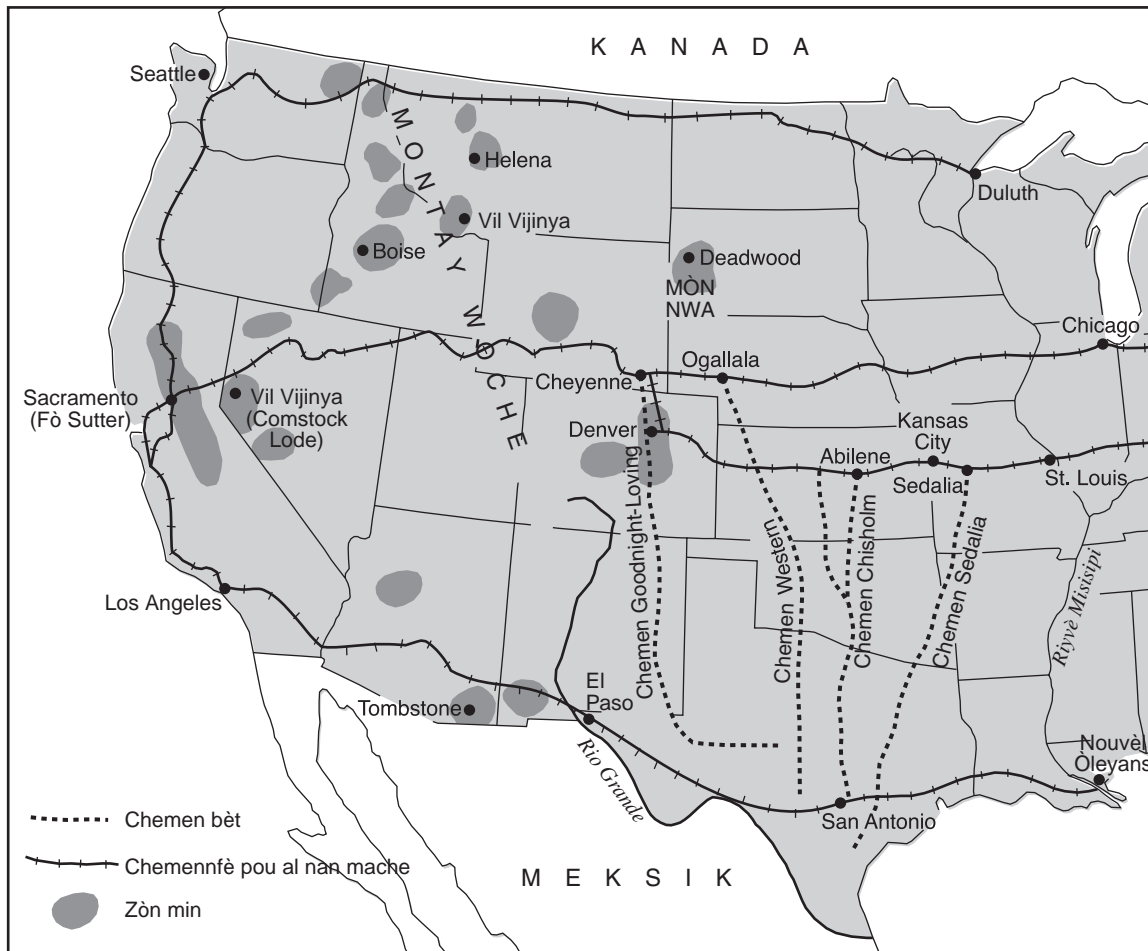 KANADA
Seattle
MONTAY WOCHE
Helena
Duluth
Vil Vijinya
Boise
Deadwood
MÒN
NWA
Chicago
Ogallala
Cheyenne
Sacramento
(Fò Sutter)
Vil Vijinya
(Comstock
Lode)
Denver
Kansas
City
Abilene
Sedalia
St. Louis
Chemen Goodnight-Loving
Chemen Western
Chemen Chisholm
Chemen Sedalia
Riyvè Misisipi
Los Angeles
El
Paso
Tombstone
Rio Grande
Nouvèl
Òleyans
San Antonio
Chemen bèt
Chemennfè pou al nan mache
Zòn min
MEKSIK